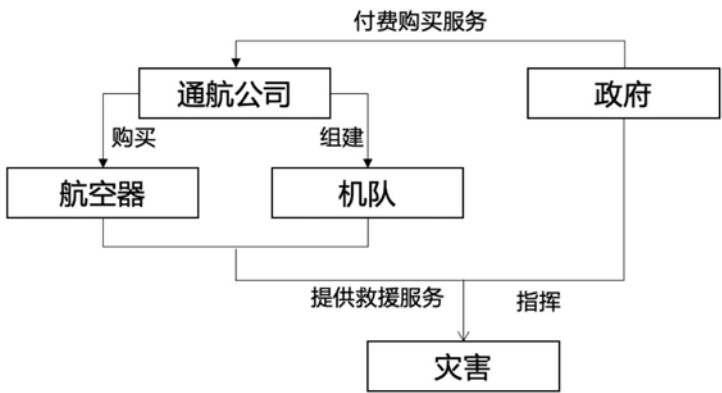 付费购买服务
通航公司
政府
购买
组建
航空器
机队
提供救援服务
指挥
灾害